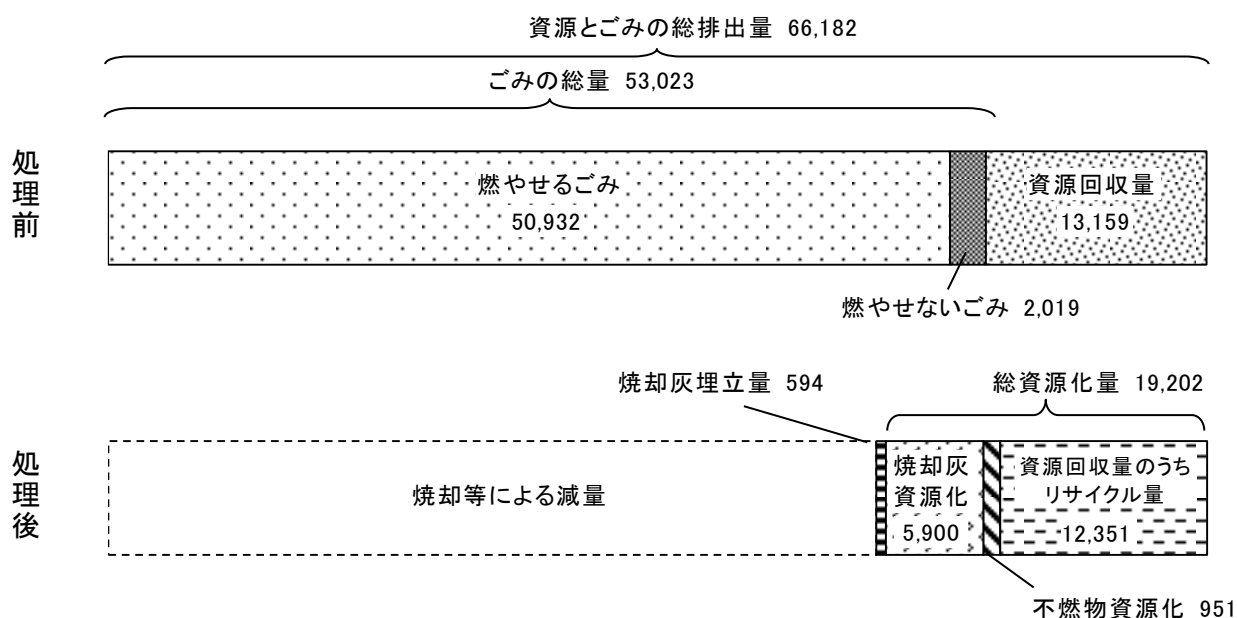 資源とごみの総排出量 66,182
ごみの総量 53,023
処理前
燃やせるごみ
50,932
資源回収量
13,159
燃やせないごみ 2,019
焼却灰埋立量 594
総資源化量 19,202
処理後
焼却等による減量
焼却灰
資源化
5,900
資源回収量のうち
リサイクル量
12,351
不燃物資源化 951